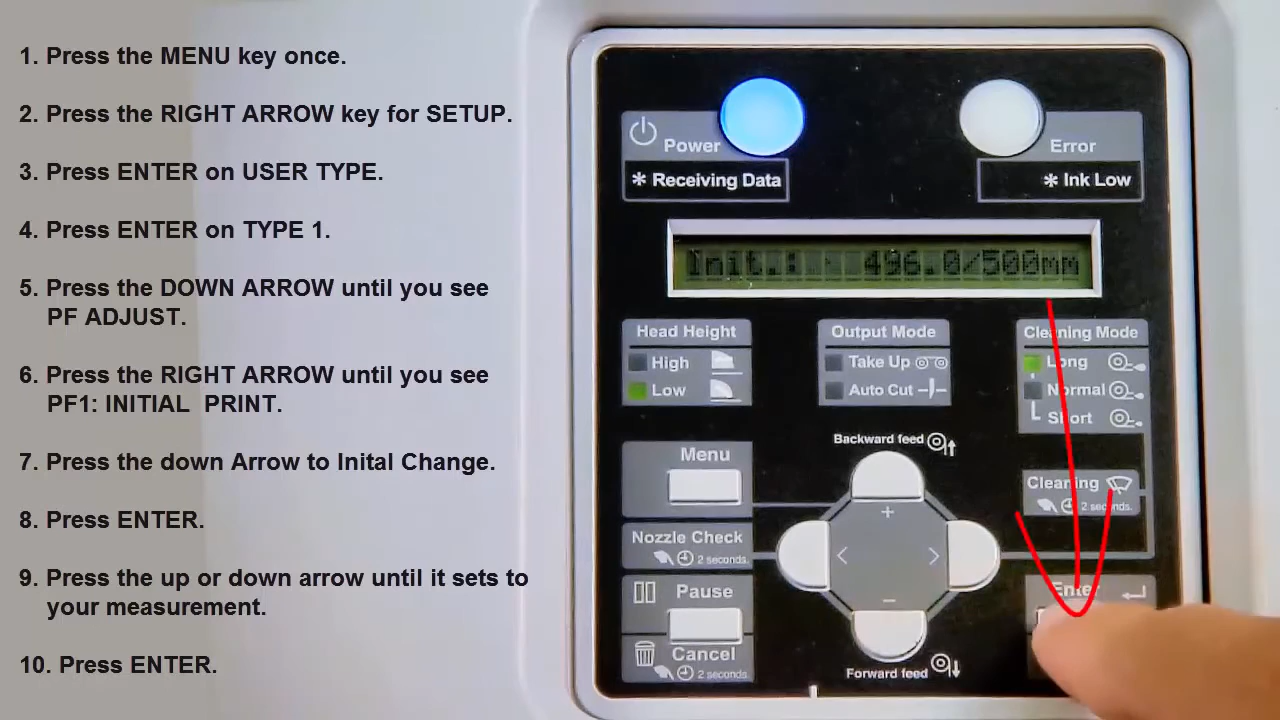 1. Press the MENU key once.
2. Press the RIGHT ARROW key for SETUP.
3. Press ENTER on USER TYPE.
4. Press ENTER on TYPE 1.
5. Press the DOWN ARROW until you see
PF ADJUST.
6. Press the RIGHT ARROW until you see
PF1: INITIAL PRINT.
7. Press the down Arrow to Inital Change.
8. Press ENTER.
9. Press the up or down arrow until it sets to
your measurement.
10. Press ENTER.
Power
Error
* Receiving Data
* Ink Low
Init.: 496.0/500mm
Head Height
High
Low
Output Mode
Take Up
Auto Cut
Cleaning Mode
Long
Normal
Short
Backward feed
Menu
Cleaning
2 seconds.
Nozzle Check
2 seconds.
+
<
>
−
Pause
Cancel
2 seconds.
Enter
Forward feed